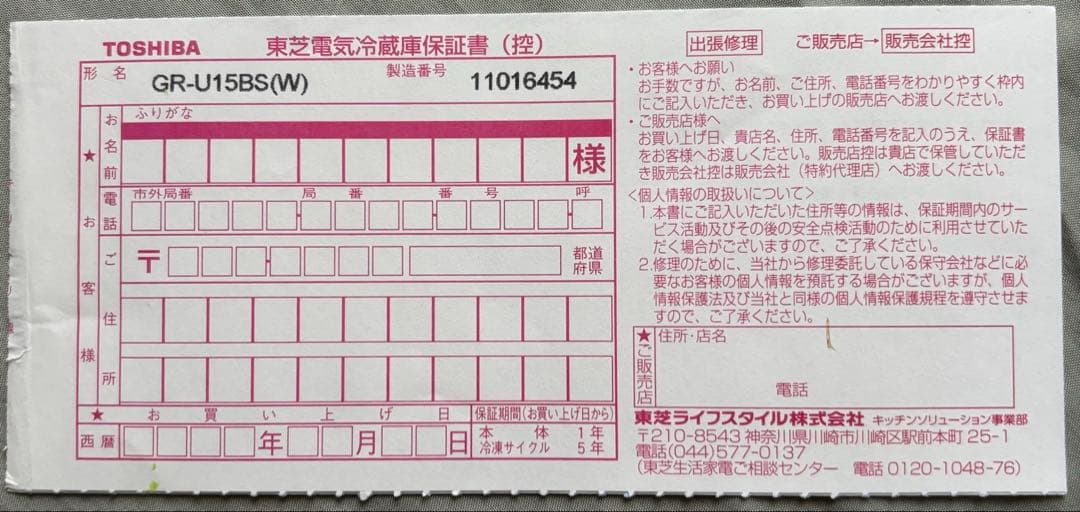 TOSHIBA 東芝電気冷蔵庫保証書（控）
形名 GR-U15BS(W) 製造番号 11016454
★お客様
お名前
ふりがな
様
電話
市外局番 局番 番号 呼
ご住所
〒 都道府県
★ お買い上げ日
西暦 年 月 日
保証期間(お買い上げ日から)
本体 1年
冷凍サイクル 5年
出張修理 ご販売店→ 販売会社控
・お客様へお願い
お手数ですが、お名前、ご住所、電話番号をわかりやすく枠内
にご記入いただき、お買い上げの販売店へお渡しください。
・ご販売店様へ
お買い上げ日、貴店名、住所、電話番号を記入のうえ、保証書
をお客様へお渡しください。販売店控は貴店で保管していただ
き販売会社控は販売会社（特約代理店）へお渡しください。
＜個人情報の取扱いについて＞
1.本書にご記入いただいた住所等の情報は、保証期間内のサー
ビス活動及びその後の安全点検活動のために利用させていた
だく場合がございますので、ご了承ください。
2.修理のために、当社から修理委託している保守会社などに必
要なお客様の個人情報を預託する場合がございますが、個人
情報保護法及び当社と同様の個人情報保護規程を遵守させま
すので、ご了承ください。
★ご販売店
住所・店名
電話
東芝ライフスタイル株式会社 キッチンソリューション事業部
〒210-8543 神奈川県川崎市川崎区駅前本町 25-1
電話(044)577-0137
(東芝生活家電ご相談センター 電話 0120-1048-76)